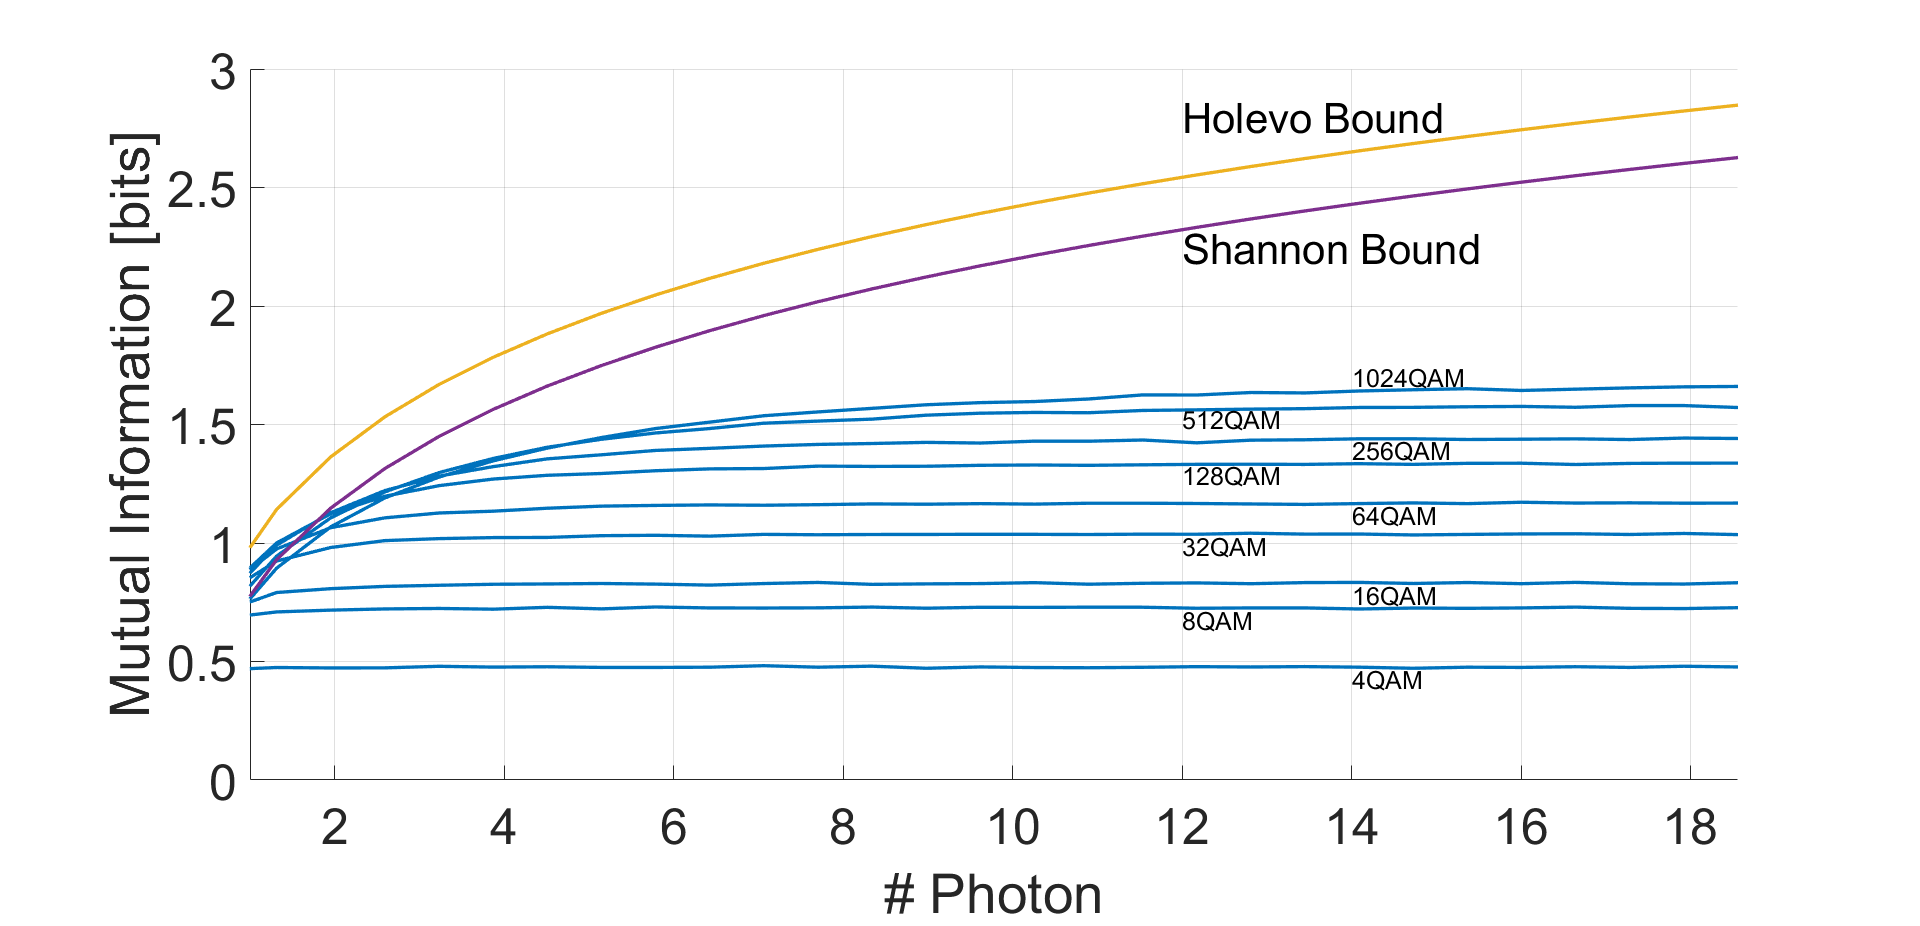 3
Holevo Bound
2.5
Shannon Bound
2
1024QAM
1.5
512QAM
256QAM
128QAM
64QAM
1
32QAM
16QAM
8QAM
0.5
4QAM
0
Mutual Information [bits]
2 4 6 8 10 12 14 16 18
# Photon